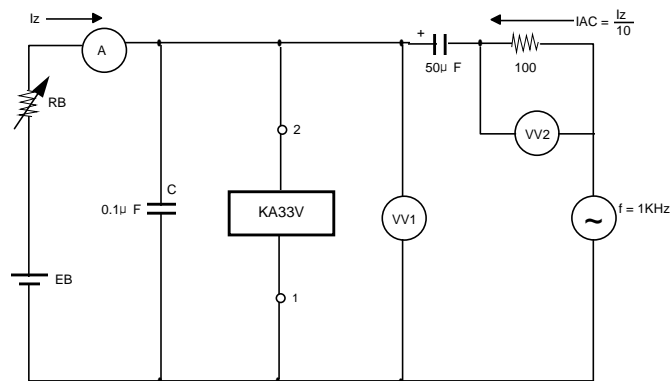 Iz
IAC = Iz/10
A
+
50μ F
100
RB
2
VV2
C
0.1μ F
KA33V
VV1
~
f = 1KHz
EB
1